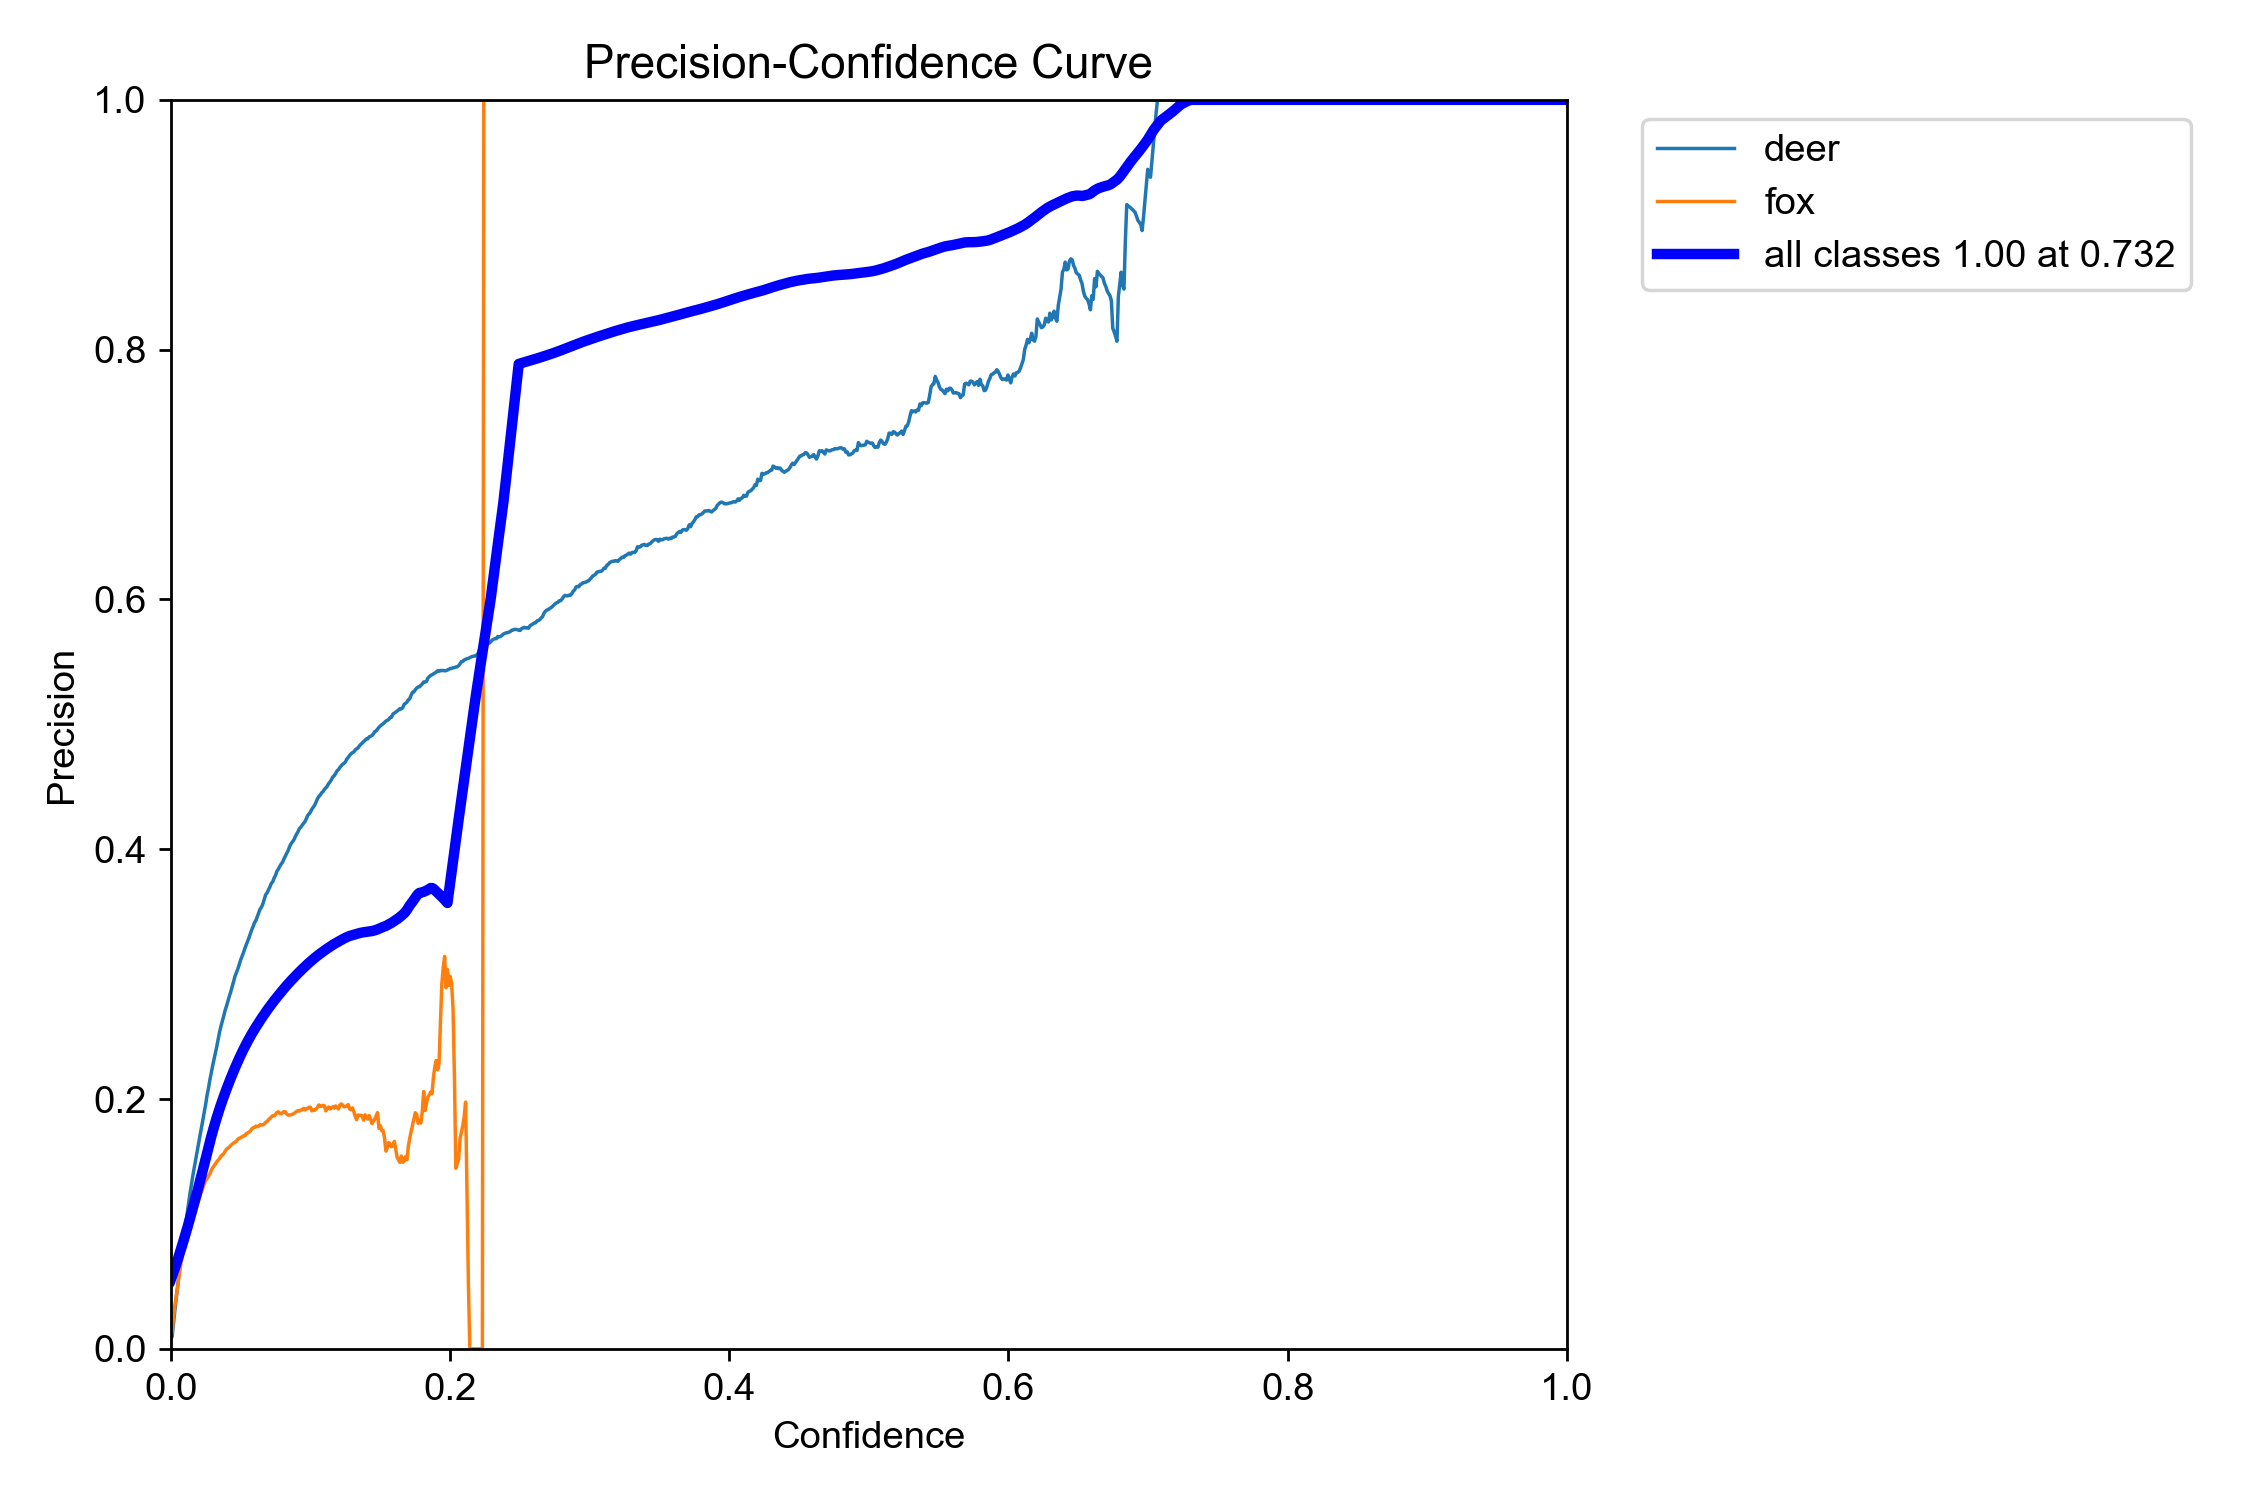 Precision-Confidence Curve
1.0
0.8
0.6
0.4
0.2
0.0
Precision
0.0 0.2 0.4 0.6 0.8 1.0
Confidence
deer
fox
all classes 1.00 at 0.732